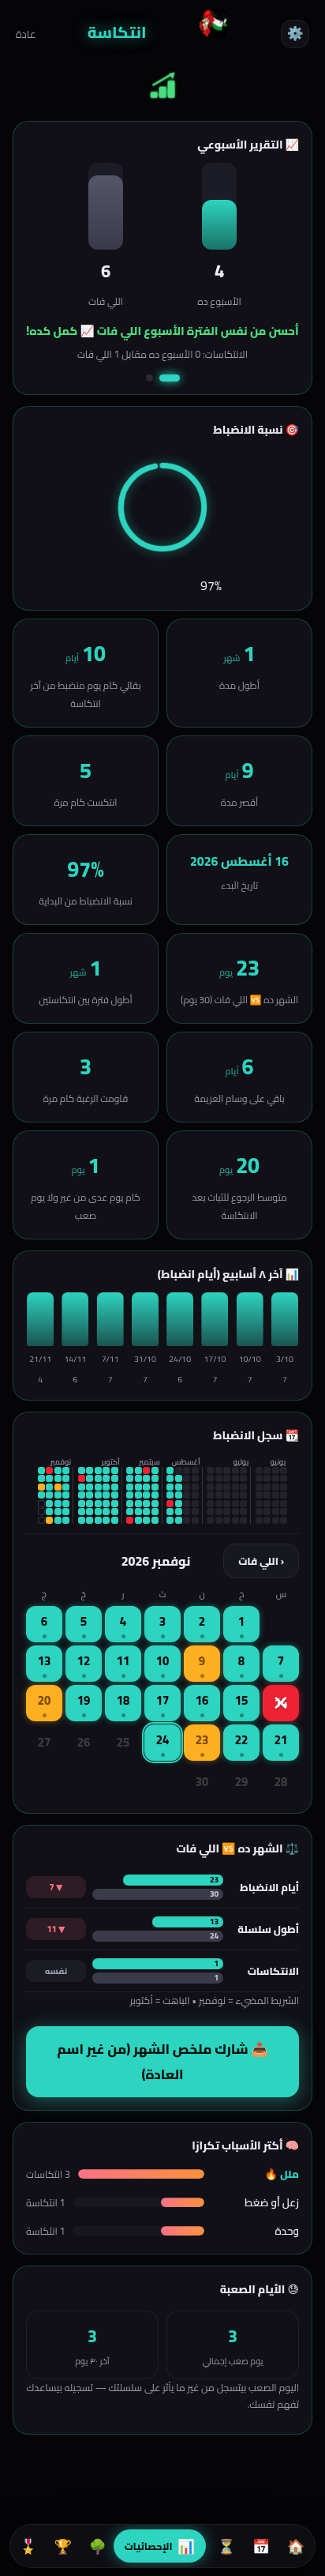 انتكاسة
عادة
📈 التقرير الأسبوعي
4
6
الأسبوع ده
اللي فات
أحسن من نفس الفترة الأسبوع اللي فات 📈 كمل كده!
الانتكاسات: 0 الأسبوع ده مقابل 1 اللي فات
🎯 نسبة الانضباط
97%
1 شهر
أطول مدة
10 أيام
بقالي كام يوم منضبط من آخر
انتكاسة
9 أيام
أقصر مدة
5
انتكست كام مرة
16 أغسطس 2026
تاريخ البدء
97%
نسبة الانضباط من البداية
23 يوم
الشهر ده 🆚 اللي فات (30 يوم)
1 شهر
أطول فترة بين انتكاستين
6 أيام
باقي على وسام العزيمة
3
قاومت الرغبة كام مرة
20 يوم
متوسط الرجوع للثبات بعد
الانتكاسة
1 يوم
كام يوم عدى من غير ولا يوم
صعب
📊 آخر ٨ أسابيع (أيام انضباط)
3/10 10/10 17/10 24/10 31/10 7/11 14/11 21/11
7 7 7 6 7 7 6 4
📅 سجل الانضباط
يونيو يوليو أغسطس سبتمبر أكتوبر نوفمبر
‹ اللي فات
نوفمبر 2026
س ح ن ث ر خ ج
1 2 3 4 5 6
7 8 9 10 11 12 13
15 16 17 18 19 20
21 22 23 24 25 26 27
28 29 30
⚖️ الشهر ده 🆚 اللي فات
أيام الانضباط
23
30
▼ 7
أطول سلسلة
13
24
▼ 11
الانتكاسات
1
1
نفسه
الشريط المضيء = نوفمبر • الباهت = أكتوبر
📤 شارك ملخص الشهر (من غير اسم
العادة)
🧠 أكتر الأسباب تكرارًا
ملل 🔥
3 انتكاسات
زعل أو ضغط
1 انتكاسة
وحدة
1 انتكاسة
😓 الأيام الصعبة
3
يوم صعب إجمالي
3
آخر ٣٠ يوم
اليوم الصعب بيتسجل من غير ما يأثر على سلسلتك — تسجيله بيساعدك
تفهم نفسك.
📊 الإحصائيات